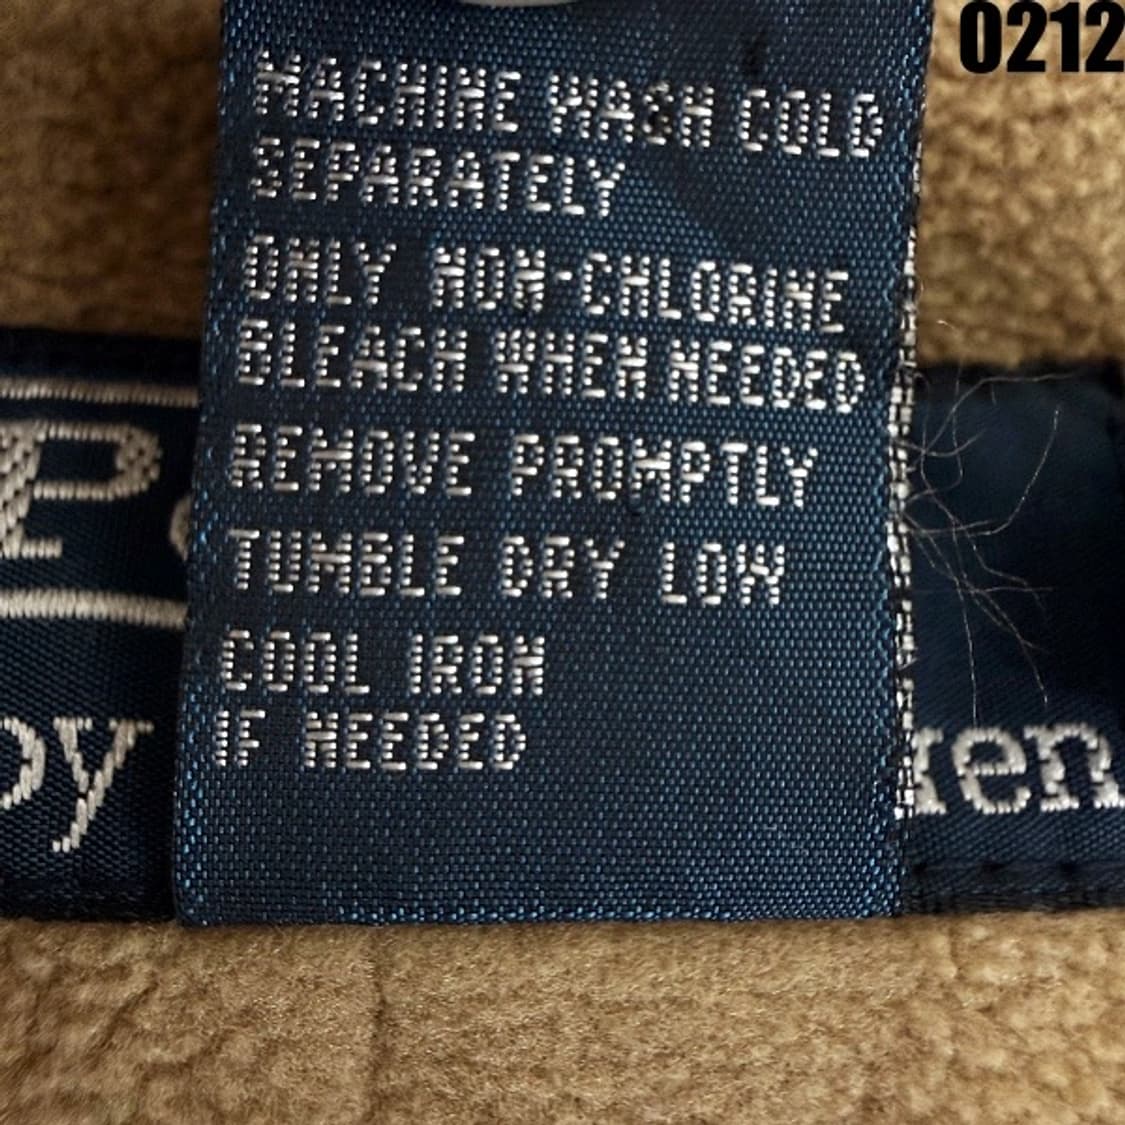 0212
MACHINE WASH COLD
SEPARATELY
ONLY NON-CHLORINE
BLEACH WHEN NEEDED
REMOVE PROMPTLY
TUMBLE DRY LOW
COOL IRON
IF NEEDED